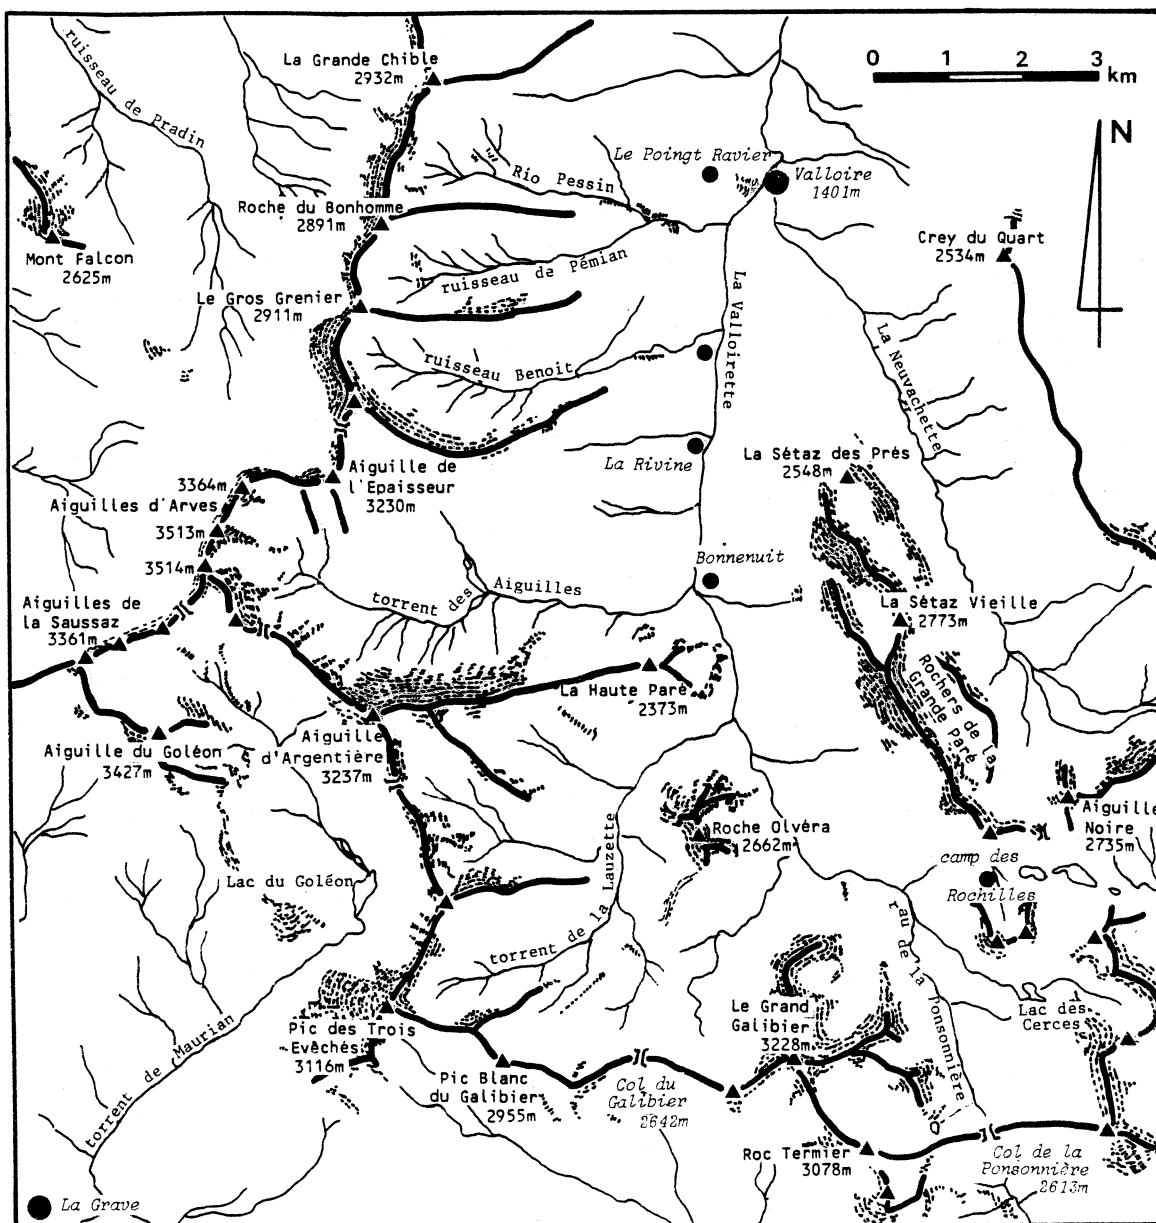 0 1 2 3 km
N
ruisseau de Pradin
La Grande Chible
2932m
Le Poingt Ravier
Valloire
1401m
Rio Pessin
Roche du Bonhomme
2891m
Mont Falcon
2625m
Crey du Quart
2534m
ruisseau de Pémian
Le Gros Grenier
2911m
La Valloirette
La Neuvachette
ruisseau Benoit
La Rivine
La Sétaz des Prés
2548m
Aiguille de
l'Epaisseur
3230m
3364m
Aiguilles d'Arves
3513m
3514m
Bonnenuit
torrent des Aiguilles
Aiguilles de
la Saussaz
3361m
La Sétaz Vieille
2773m
Rochers de la
Grande Paré
La Haute Paré
2373m
Aiguille du Goléon
3427m
Aiguille
d'Argentière
3237m
Roche Olvéra
2662m
Aiguille
Noire
2735m
camp des
Rochilles
Lac du Goléon
torrent de la Lauzette
rau de la Ponsonnière
Lac des
Cerces
Le Grand
Galibier
3228m
Pic des Trois
Evêchés
3116m
torrent de Maurian
Pic Blanc
du Galibier
2955m
Col du
Galibier
2642m
Roc Termier
3078m
Col de la
Ponsonnière
2613m
La Grave